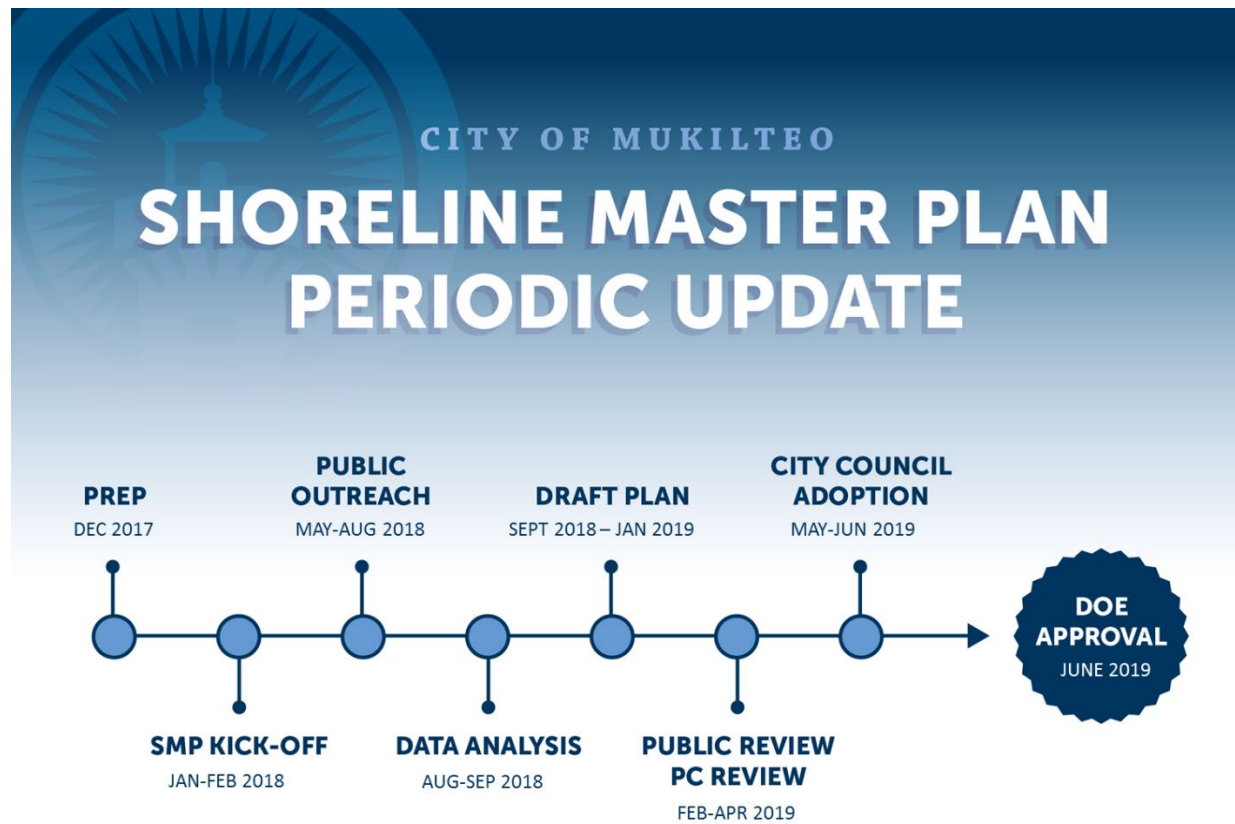 CITY OF MUKILTEO
SHORELINE MASTER PLAN
PERIODIC UPDATE
PREP
DEC 2017
PUBLIC
OUTREACH
MAY-AUG 2018
DRAFT PLAN
SEPT 2018 – JAN 2019
CITY COUNCIL
ADOPTION
MAY-JUN 2019
DOE
APPROVAL
JUNE 2019
SMP KICK-OFF
JAN-FEB 2018
DATA ANALYSIS
AUG-SEP 2018
PUBLIC REVIEW
PC REVIEW
FEB-APR 2019